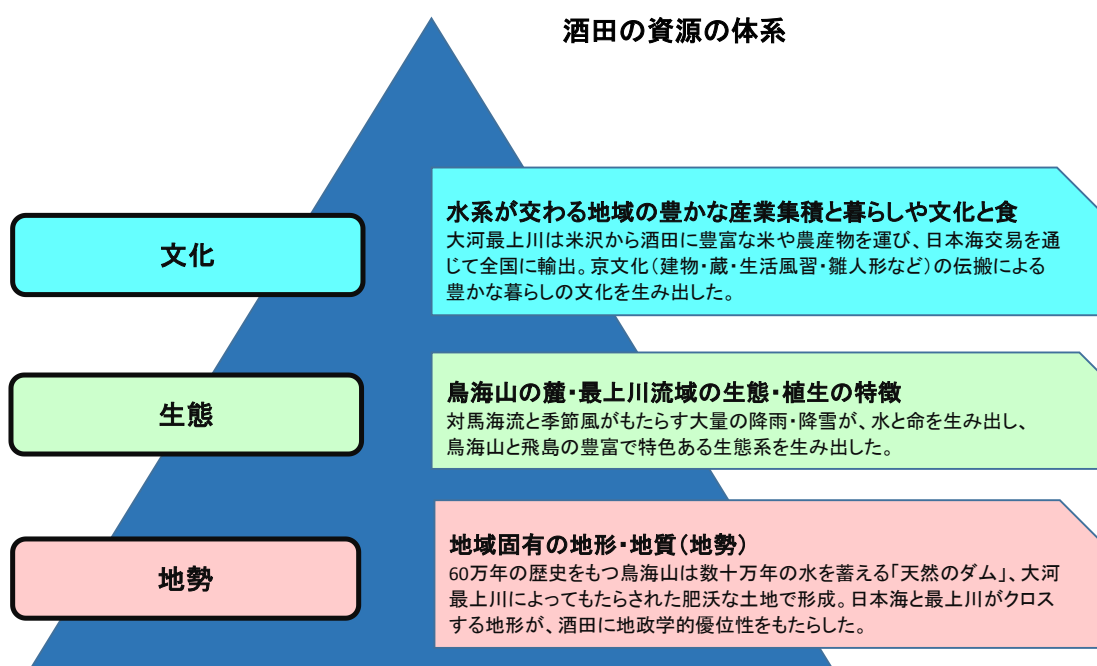 酒田の資源の体系
文化
水系が交わる地域の豊かな産業集積と暮らしや文化と食
大河最上川は米沢から酒田に豊富な米や農産物を運び、日本海交易を通
じて全国に輸出。京文化(建物・蔵・生活風習・雛人形など)の伝搬による
豊かな暮らしの文化を生み出した。
生態
鳥海山の麓・最上川流域の生態・植生の特徴
対馬海流と季節風がもたらす大量の降雨・降雪が、水と命を生み出し、
鳥海山と飛島の豊富で特色ある生態系を生み出した。
地勢
地域固有の地形・地質(地勢)
60万年の歴史をもつ鳥海山は数十万年の水を蓄える「天然のダム」、大河
最上川によってもたらされた肥沃な土地で形成。日本海と最上川がクロス
する地形が、酒田に地政学的優位性をもたらした。